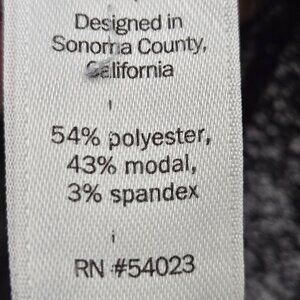 Designed in
Sonoma County,
California
54% polyester,
43% modal,
3% spandex
RN #54023